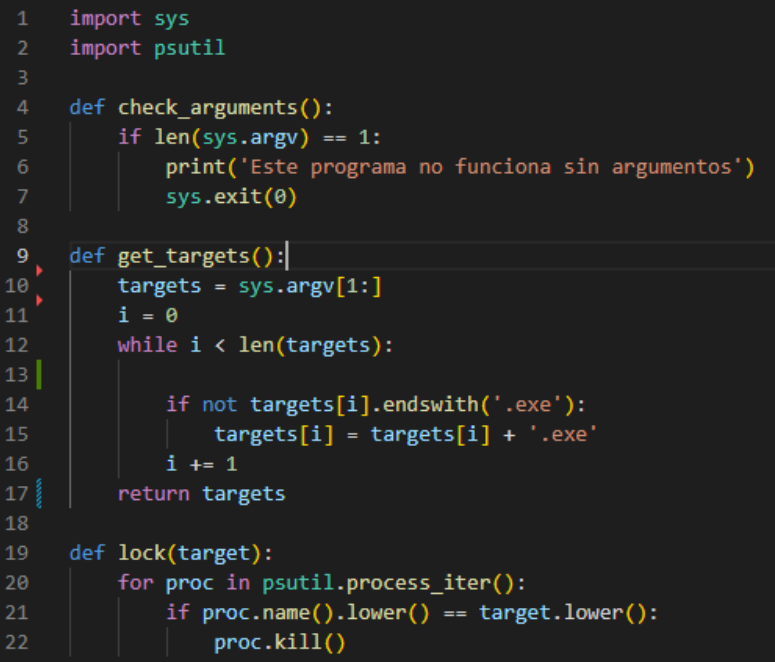 1 import sys
2 import psutil
3
4 def check_arguments():
5     if len(sys.argv) == 1:
6         print('Este programa no funciona sin argumentos')
7         sys.exit(0)
8
9 def get_targets():
10     targets = sys.argv[1:]
11     i = 0
12     while i < len(targets):
13
14         if not targets[i].endswith('.exe'):
15             targets[i] = targets[i] + '.exe'
16         i += 1
17     return targets
18
19 def lock(target):
20     for proc in psutil.process_iter():
21         if proc.name().lower() == target.lower():
22             proc.kill()